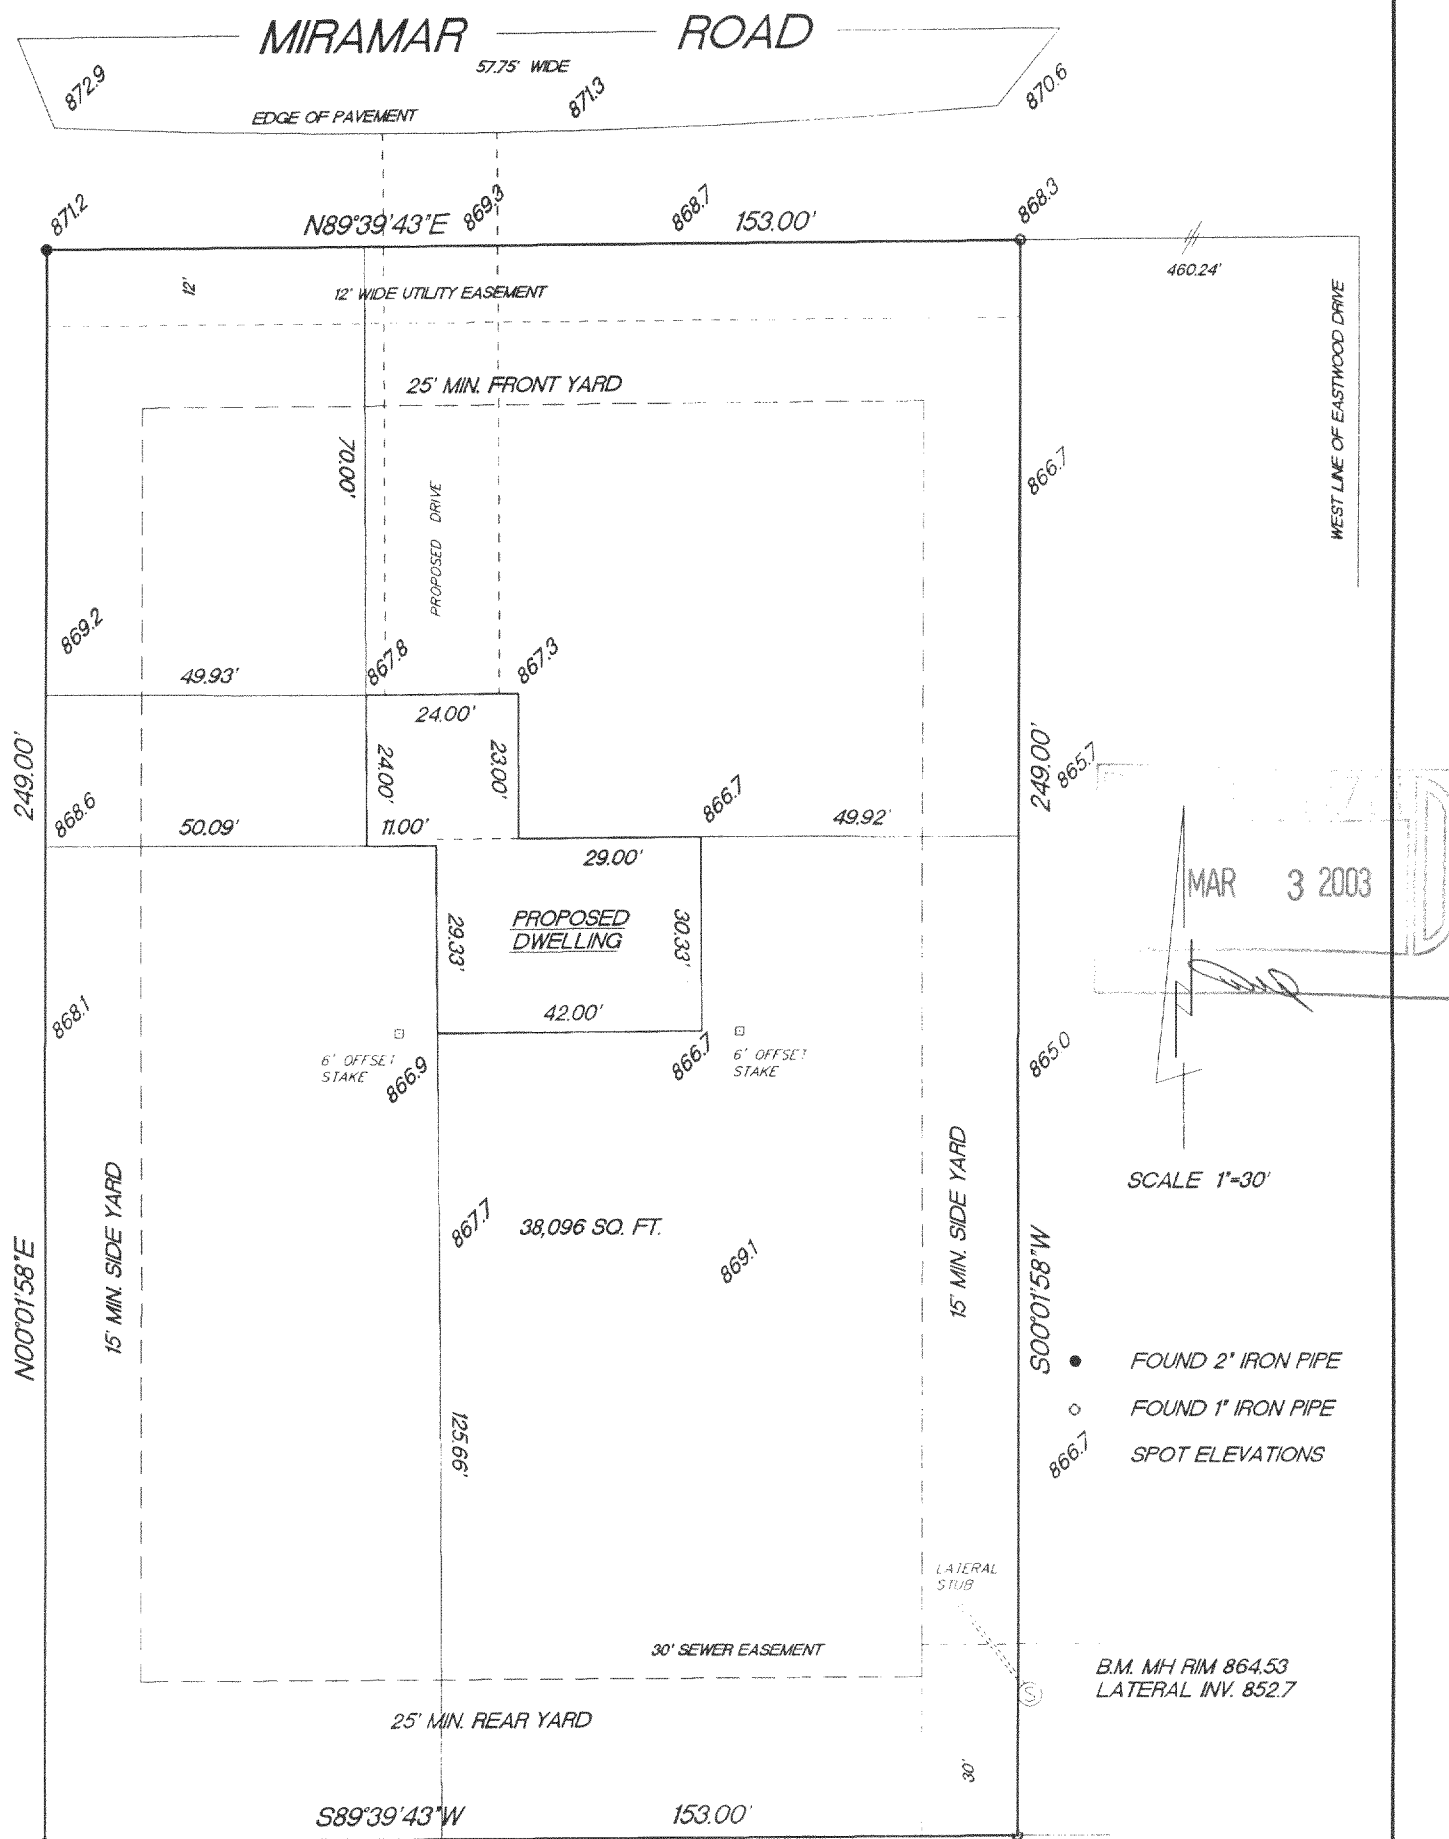 MIRAMAR ROAD
57.75' WIDE
872.9
871.3
870.6
EDGE OF PAVEMENT
871.2
N89°39'43"E
869.3
868.7
153.00'
868.3
460.24'
12'
12' WIDE UTILITY EASEMENT
WEST LINE OF EASTWOOD DRIVE
25' MIN. FRONT YARD
70.00'
PROPOSED DRIVE
866.7
869.2
49.93'
867.8
867.3
24.00'
249.00'
24.00'
23.00'
249.00'
865.7
868.6
50.09'
11.00'
866.7
49.92'
29.00'
MAR 3 2003
29.33'
PROPOSED
DWELLING
30.33'
868.1
42.00'
865.0
6' OFFSET
STAKE
866.9
866.7
6' OFFSET
STAKE
SCALE 1"=30'
15' MIN. SIDE YARD
867.7
38,096 SQ. FT.
869.1
15' MIN. SIDE YARD
N00°01'58"E
S00°01'58"W
FOUND 2" IRON PIPE
FOUND 1" IRON PIPE
866.7
SPOT ELEVATIONS
125.66'
LATERAL
STUB
30' SEWER EASEMENT
B.M. MH RIM 864.53
LATERAL INV. 852.7
S
25' MIN. REAR YARD
30'
S89°39'43"W
153.00'